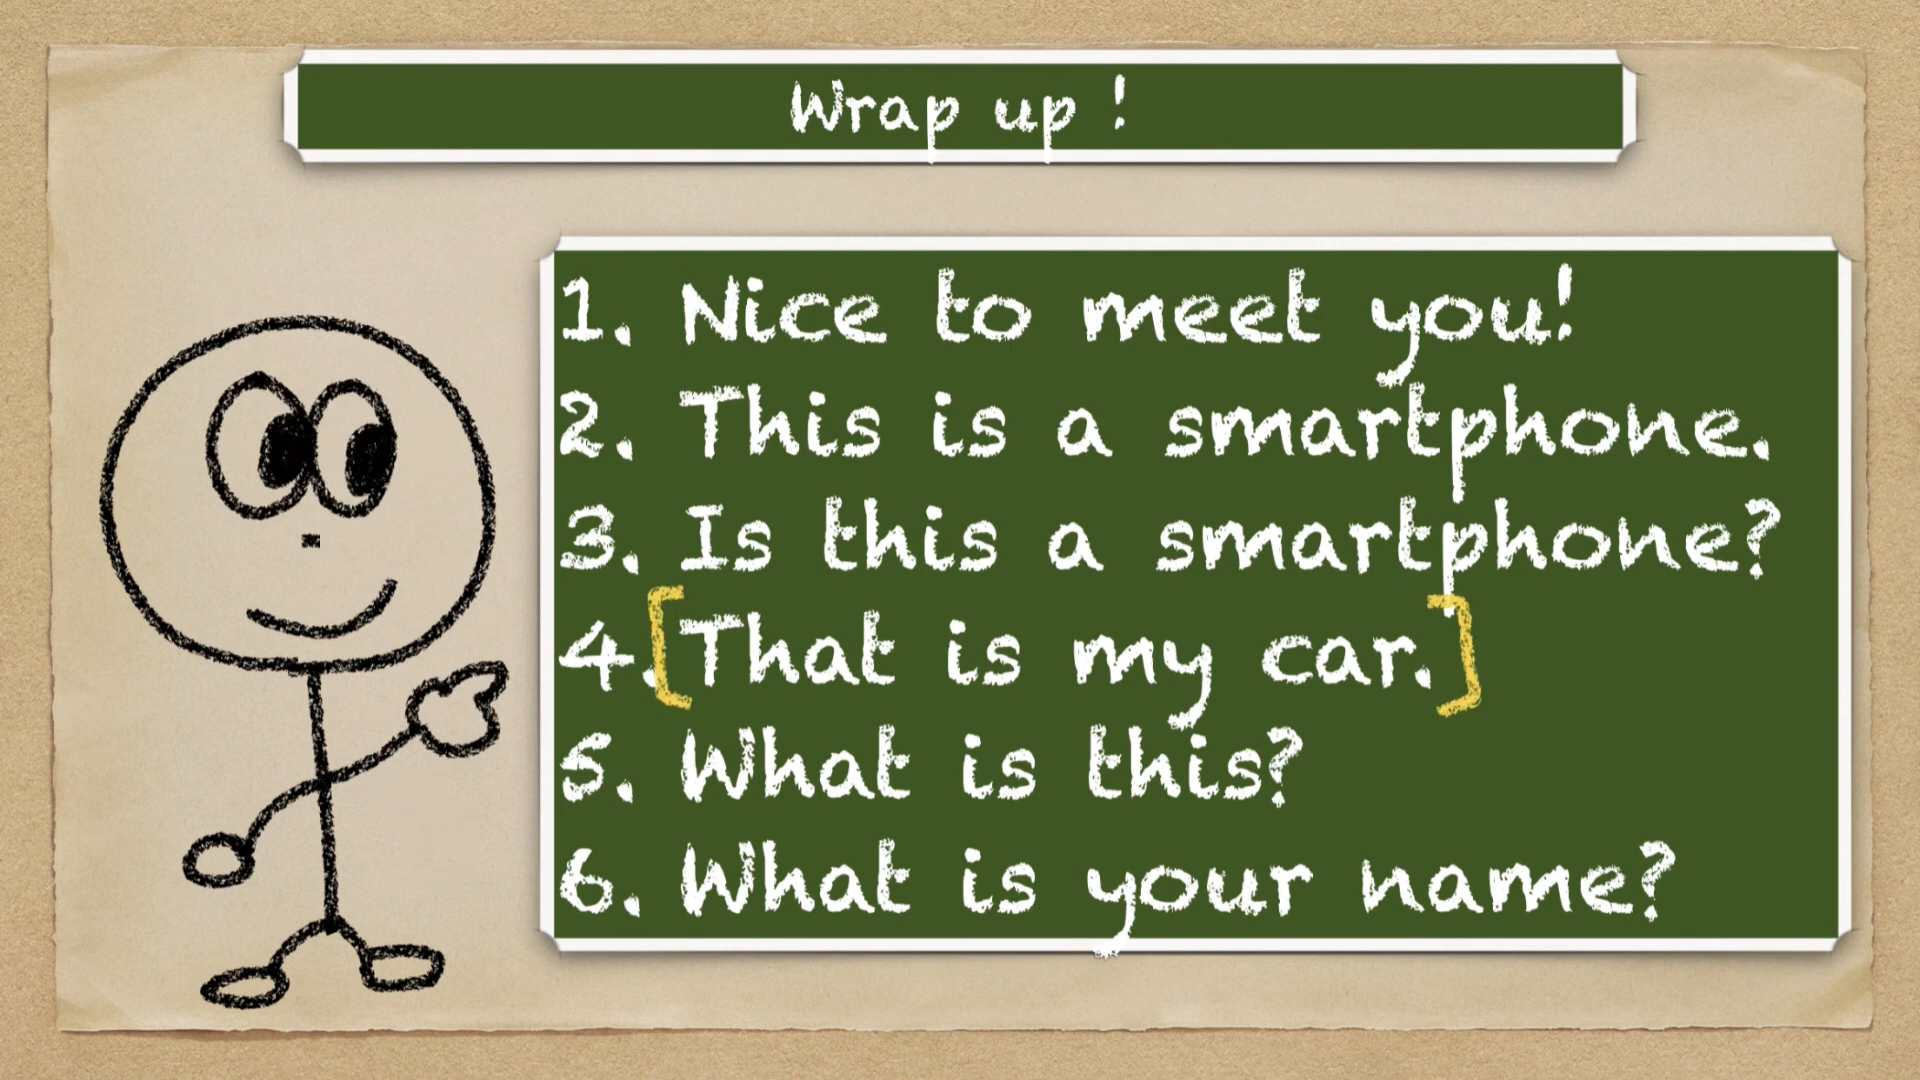 Wrap up !
1. Nice to meet you!
2. This is a smartphone.
3. Is this a smartphone?
4. [That is my car.]
5. What is this?
6. What is your name?